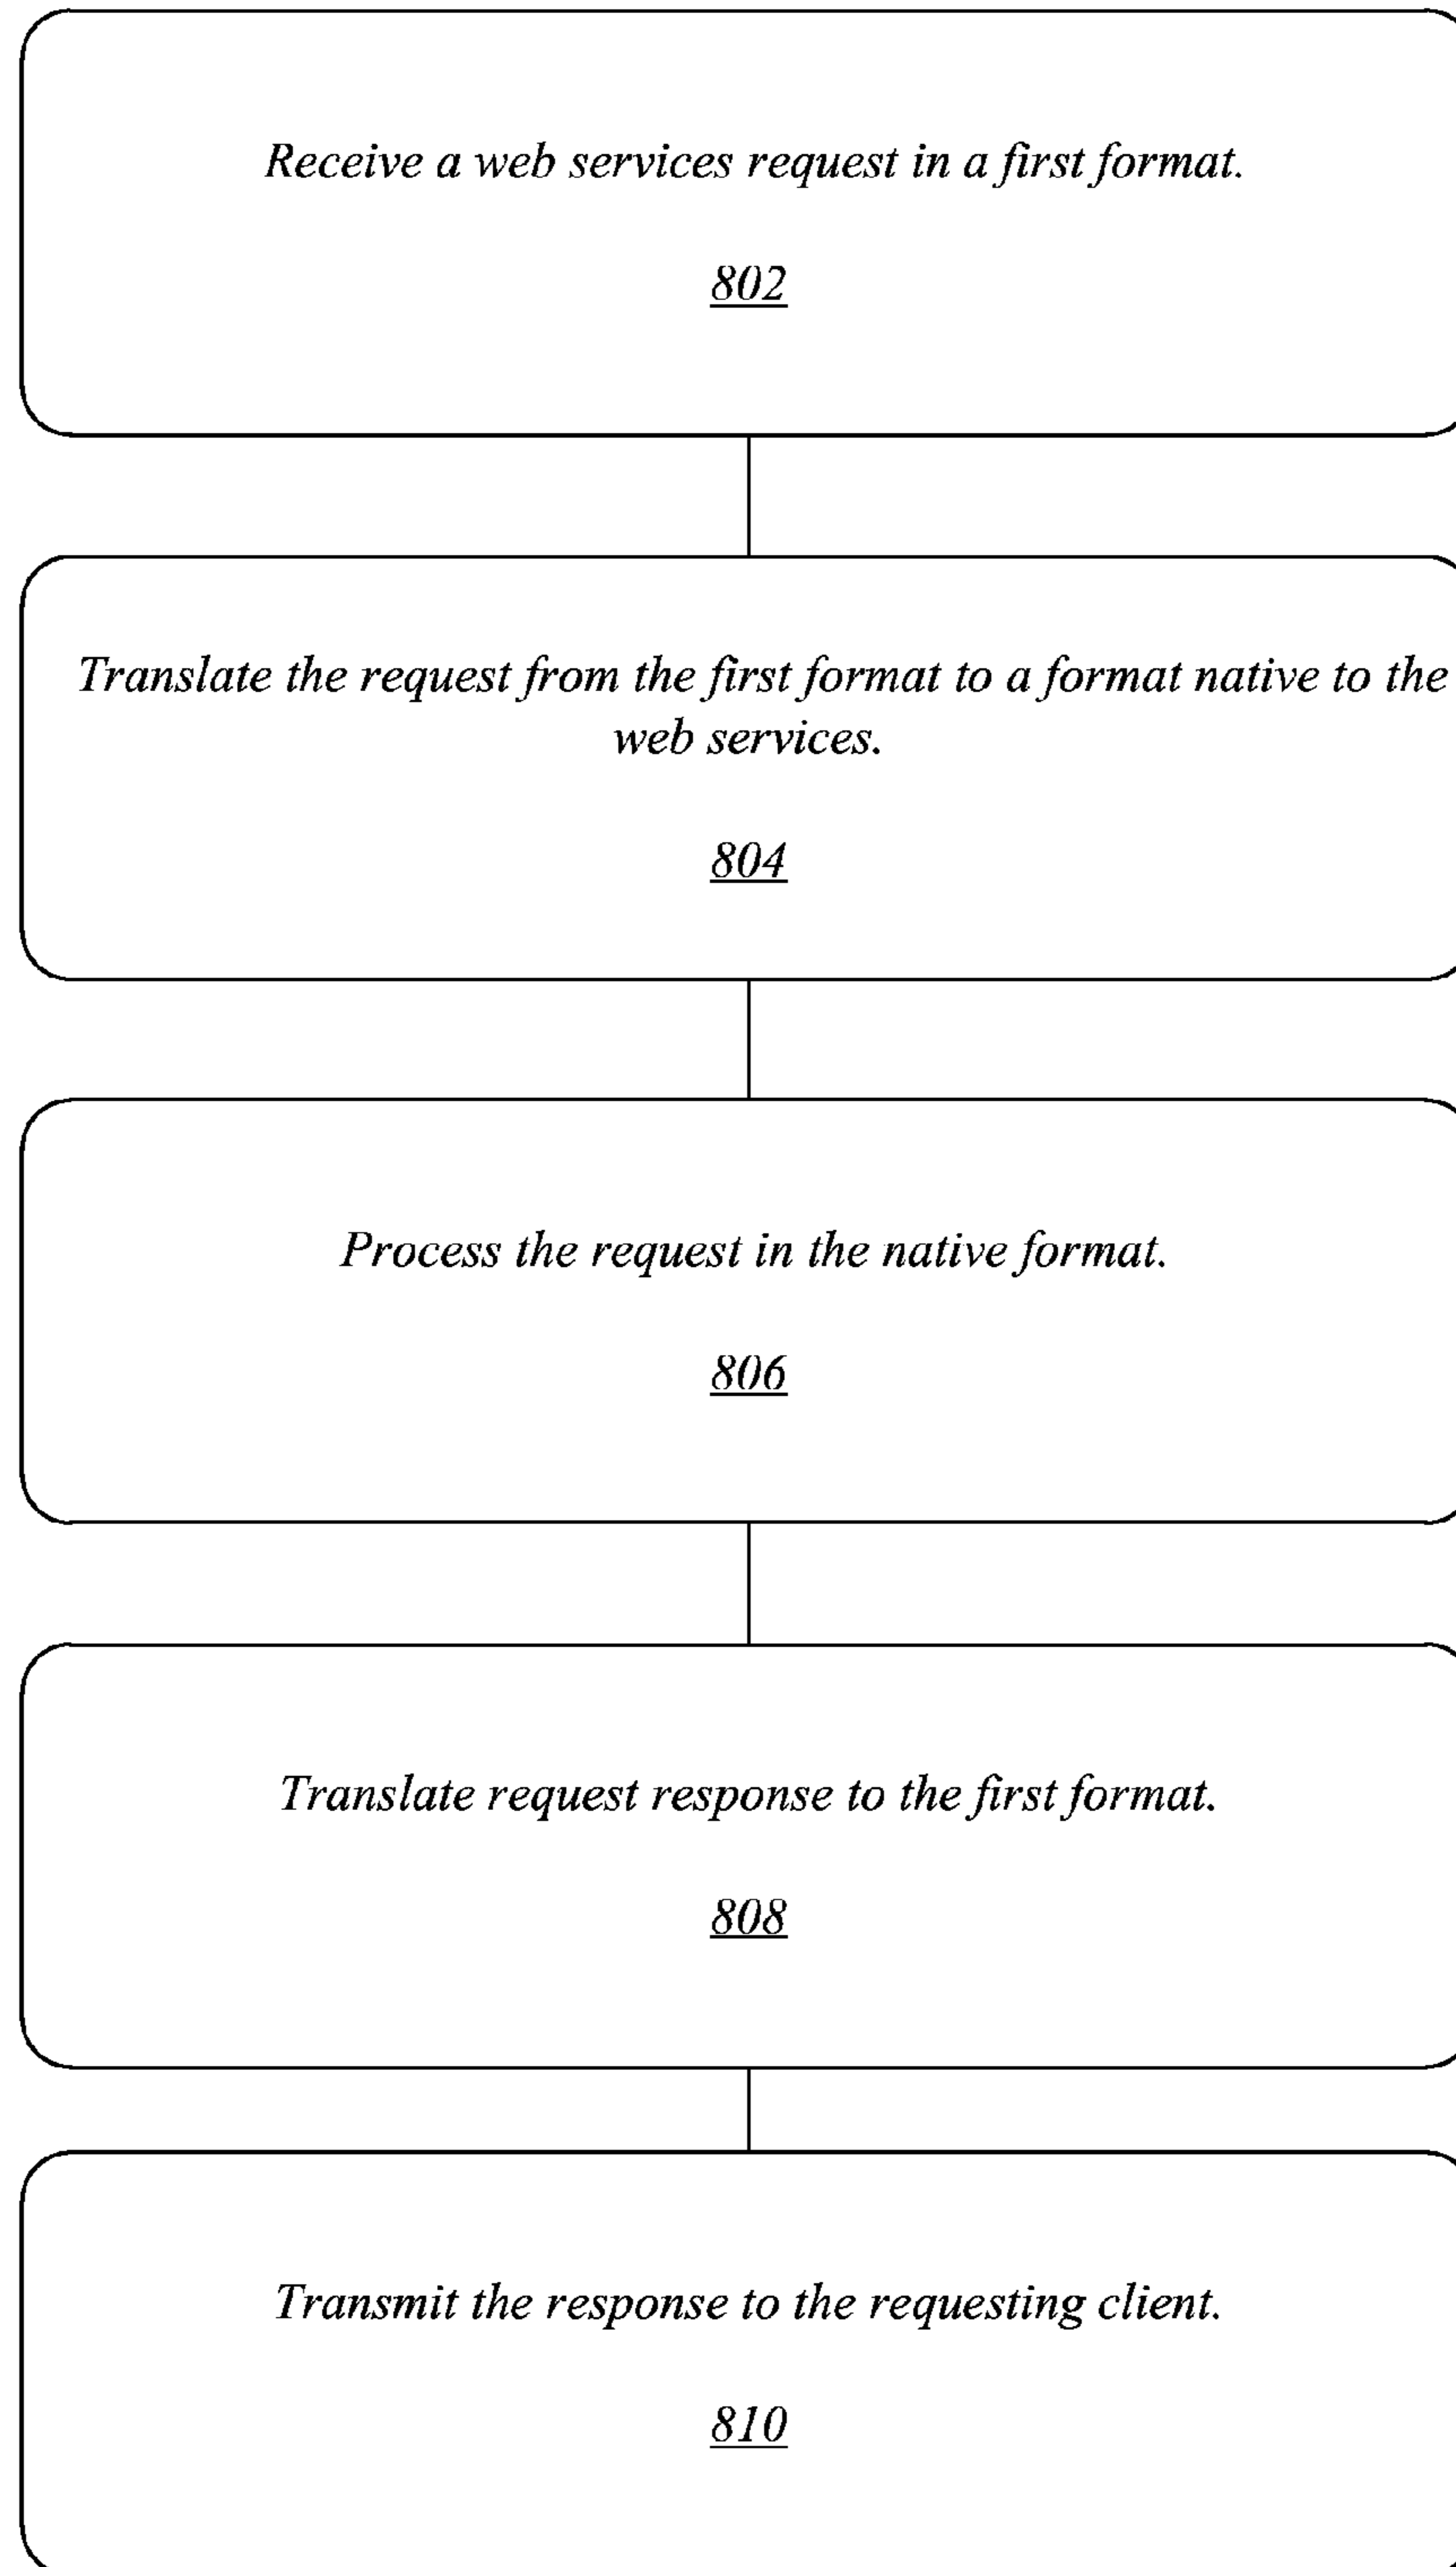 Receive a web services request in a first format.
802
Translate the request from the first format to a format native to the
web services.
804
Process the request in the native format.
806
Translate request response to the first format.
808
Transmit the response to the requesting client.
810